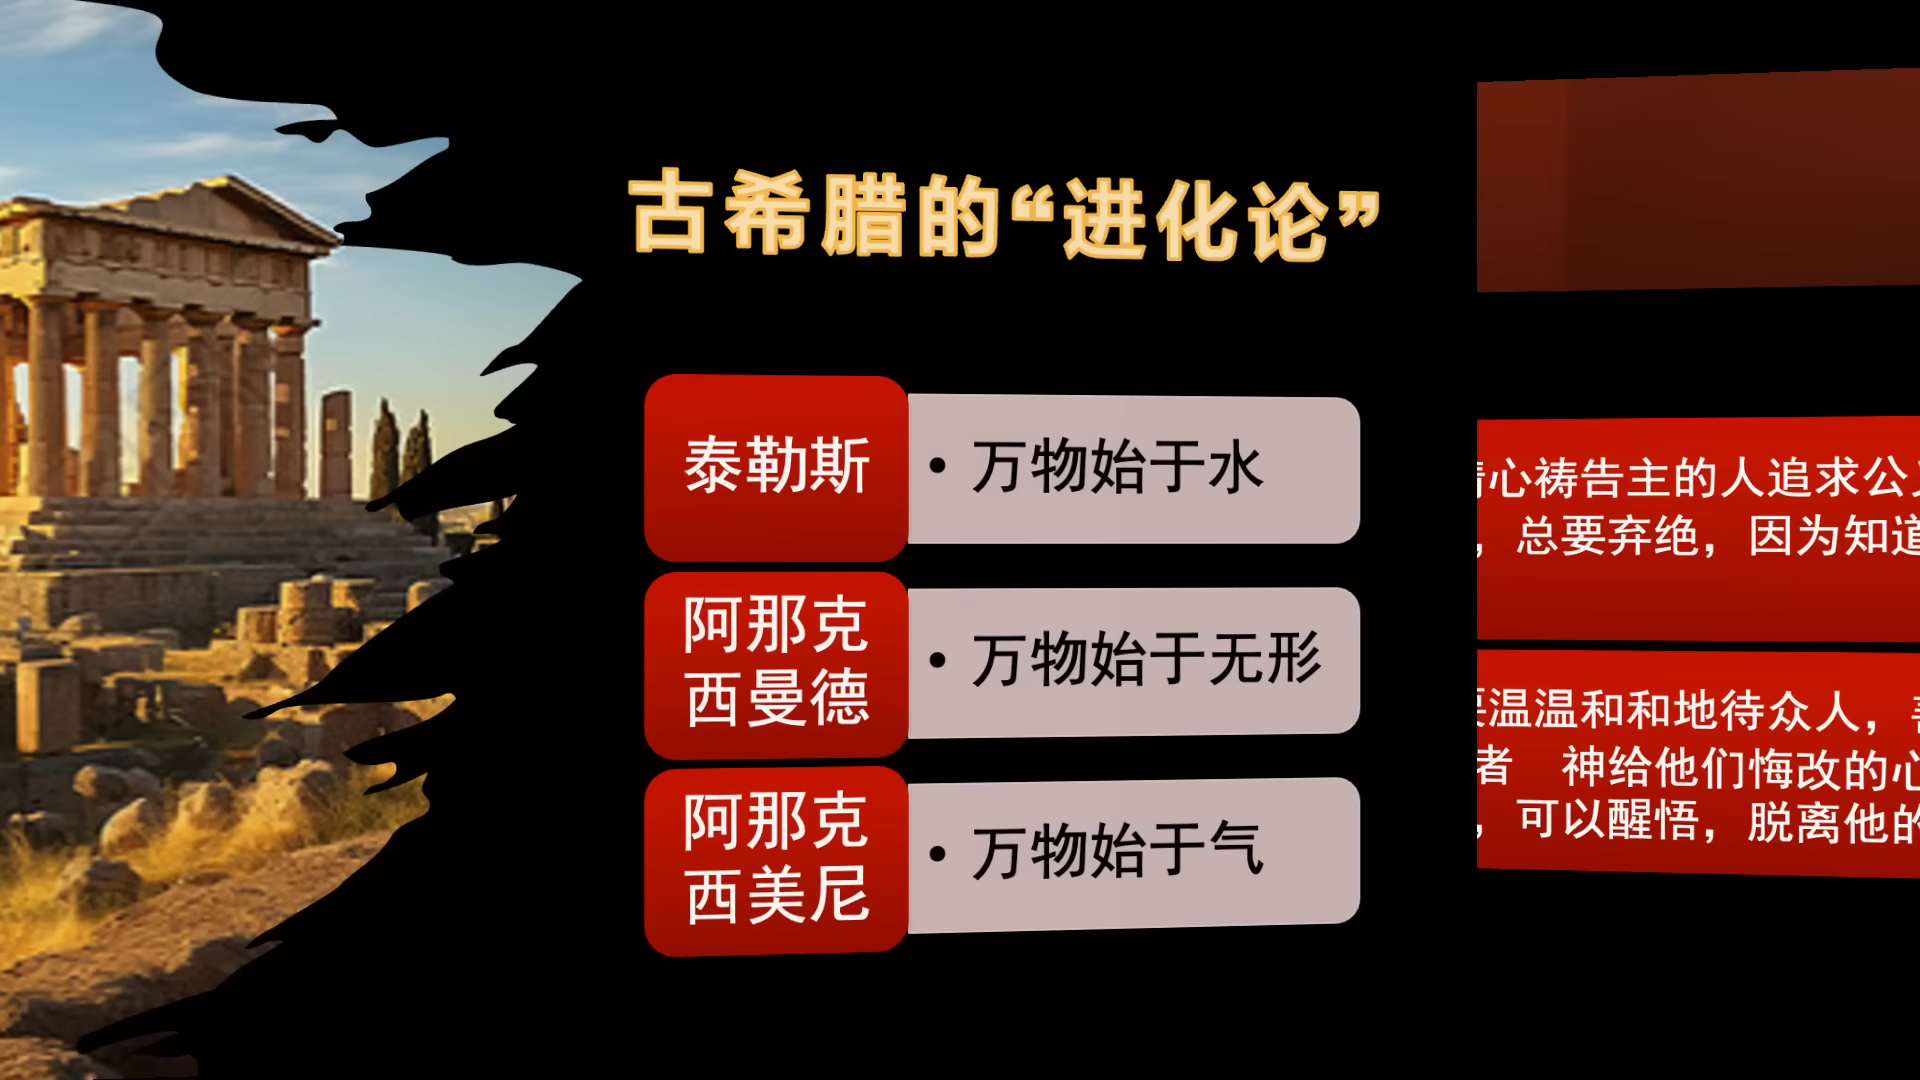 古希腊的“进化论”
泰勒斯
• 万物始于水
阿那克
西曼德
• 万物始于无形
阿那克
西美尼
• 万物始于气
心祷告主的人追求公
，总要弃绝，因为知道
温温和和地待众人，
者 神给他们悔改的心
，可以醒悟，脱离他的